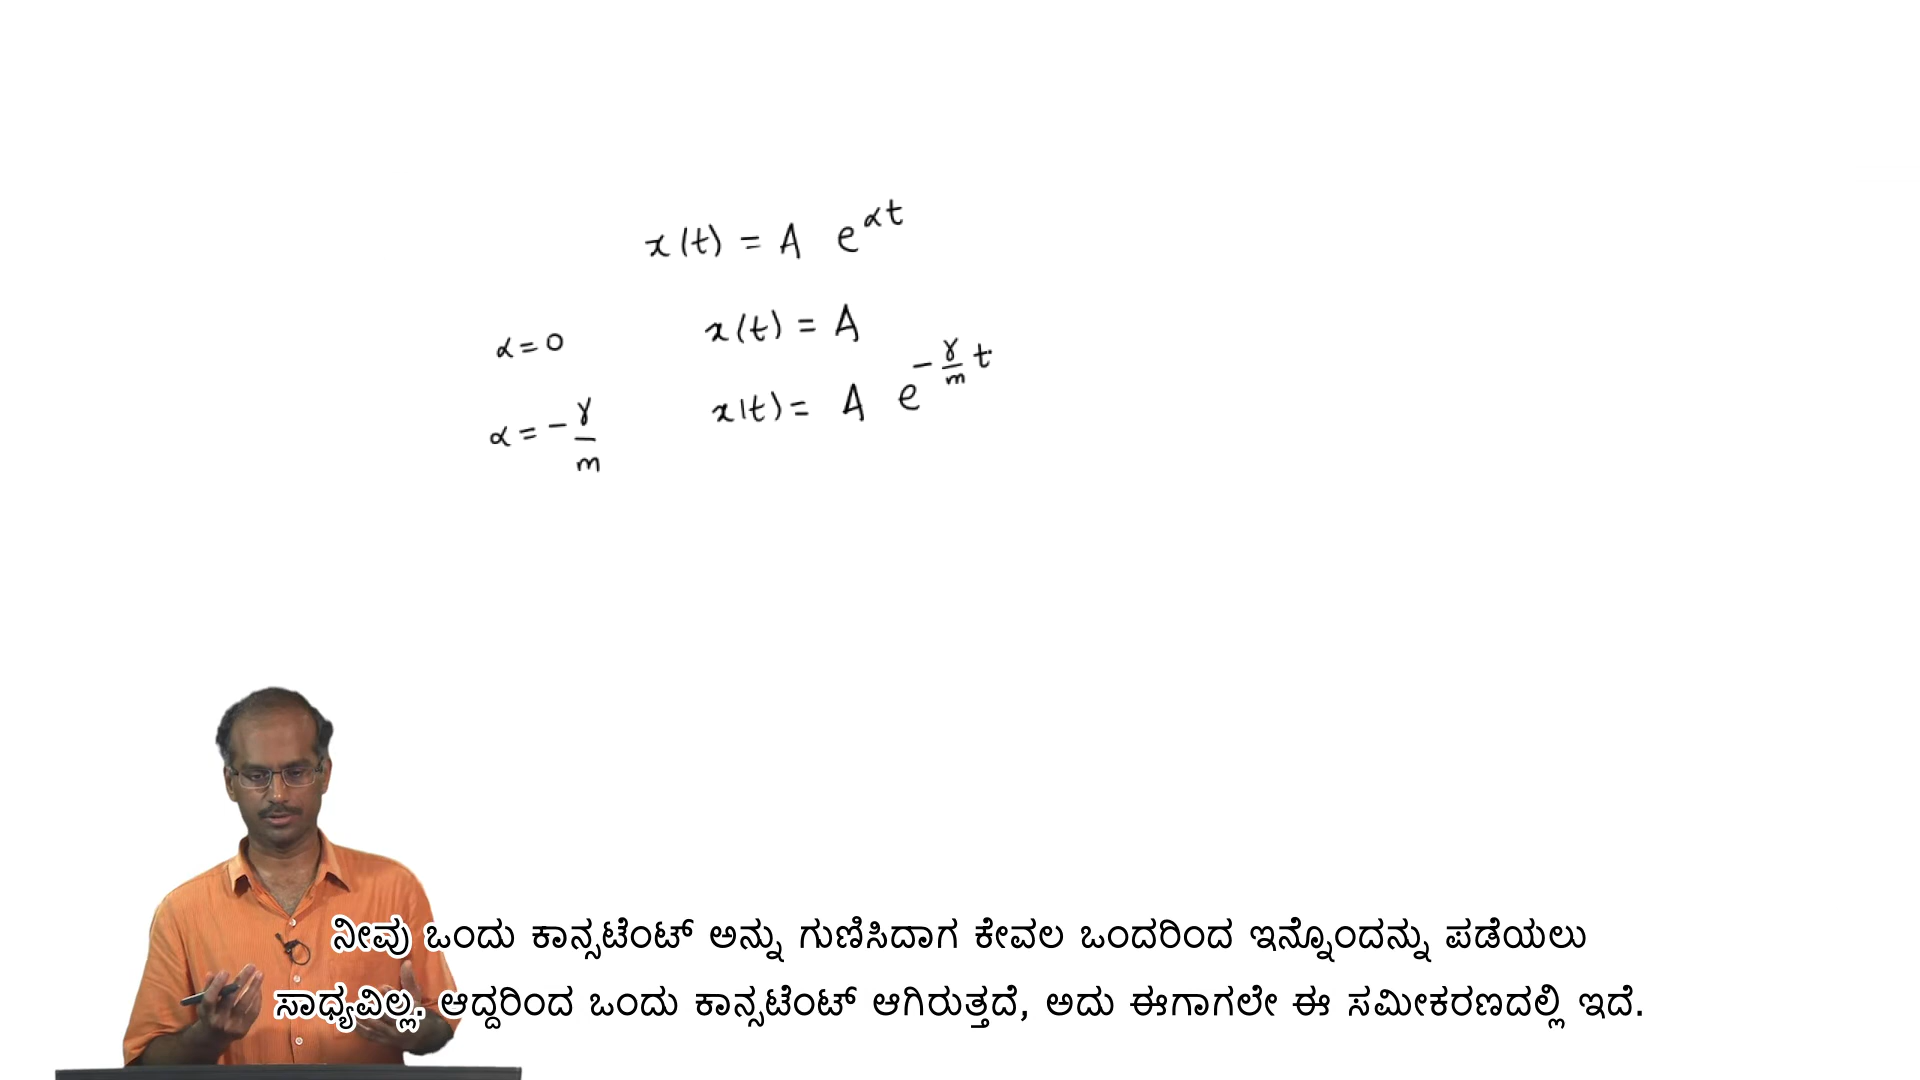 x(t) = A e^{αt}
α = 0 x(t) = A
α = -γ/m x(t) = A e^{-γ/m t}
ನೀವು ಒಂದು ಕಾನ್ಸಟೆಂಟ್ ಅನ್ನು ಗುಣಿಸಿದಾಗ ಕೇವಲ ಒಂದರಿಂದ ಇನ್ನೊಂದನ್ನು ಪಡೆಯಲು
ಸಾಧ್ಯವಿಲ್ಲ. ಆದ್ದರಿಂದ ಒಂದು ಕಾನ್ಸಟೆಂಟ್ ಆಗಿರುತ್ತದೆ, ಅದು ಈಗಾಗಲೇ ಈ ಸಮೀಕರಣದಲ್ಲಿ ಇದೆ.